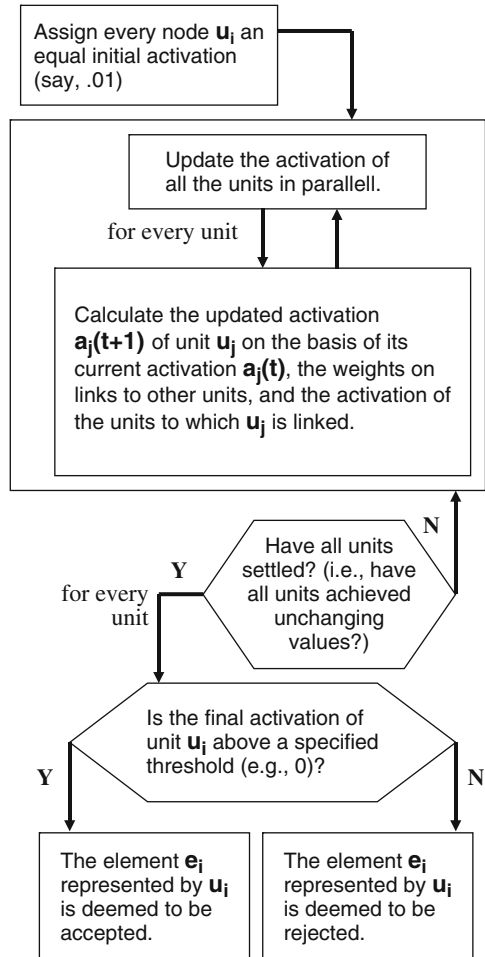 Assign every node u_i an
equal initial activation
(say, .01)
Update the activation of
all the units in parallell.
for every unit
Calculate the updated activation
a_j(t+1) of unit u_j on the basis of its
current activation a_j(t), the weights on
links to other units, and the activation of
the units to which u_j is linked.
N
Have all units
settled? (i.e., have
all units achieved
unchanging
values?)
Y
for every
unit
Is the final activation of
unit u_i above a specified
threshold (e.g., 0)?
Y
N
The element e_i
represented by u_i
is deemed to be
accepted.
The element e_i
represented by u_i
is deemed to be
rejected.